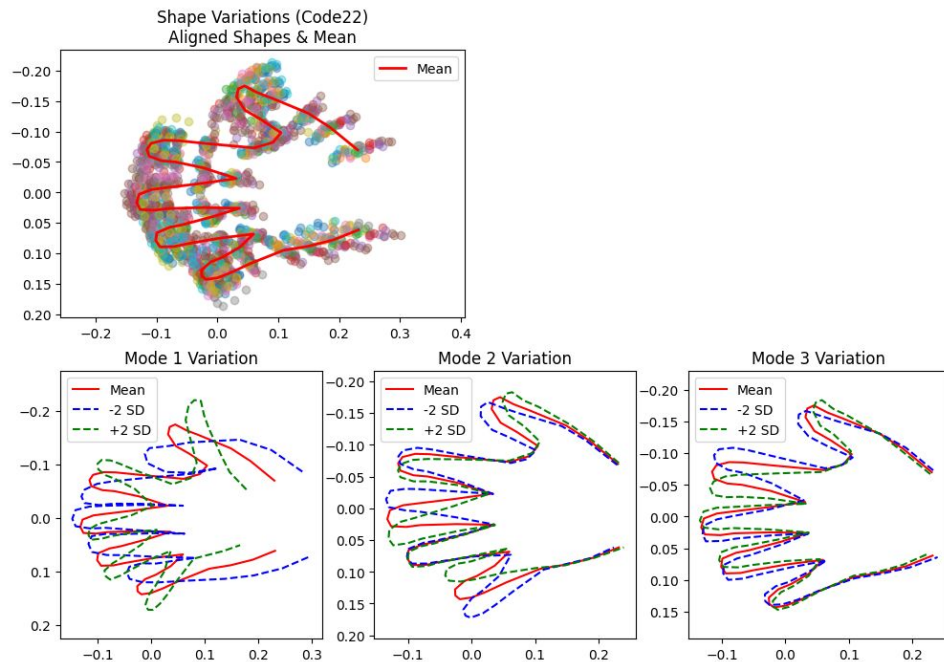 Shape Variations (Code22)
Aligned Shapes & Mean
Mean
−0.20
−0.15
−0.10
−0.05
0.00
0.05
0.10
0.15
0.20
−0.2 −0.1 0.0 0.1 0.2 0.3 0.4
Mode 1 Variation
Mean
-2 SD
+2 SD
−0.2
−0.1
0.0
0.1
0.2
−0.1 0.0 0.1 0.2 0.3
Mode 2 Variation
Mean
-2 SD
+2 SD
−0.20
−0.15
−0.10
−0.05
0.00
0.05
0.10
0.15
0.20
−0.1 0.0 0.1 0.2
Mode 3 Variation
Mean
-2 SD
+2 SD
−0.20
−0.15
−0.10
−0.05
0.00
0.05
0.10
0.15
−0.1 0.0 0.1 0.2